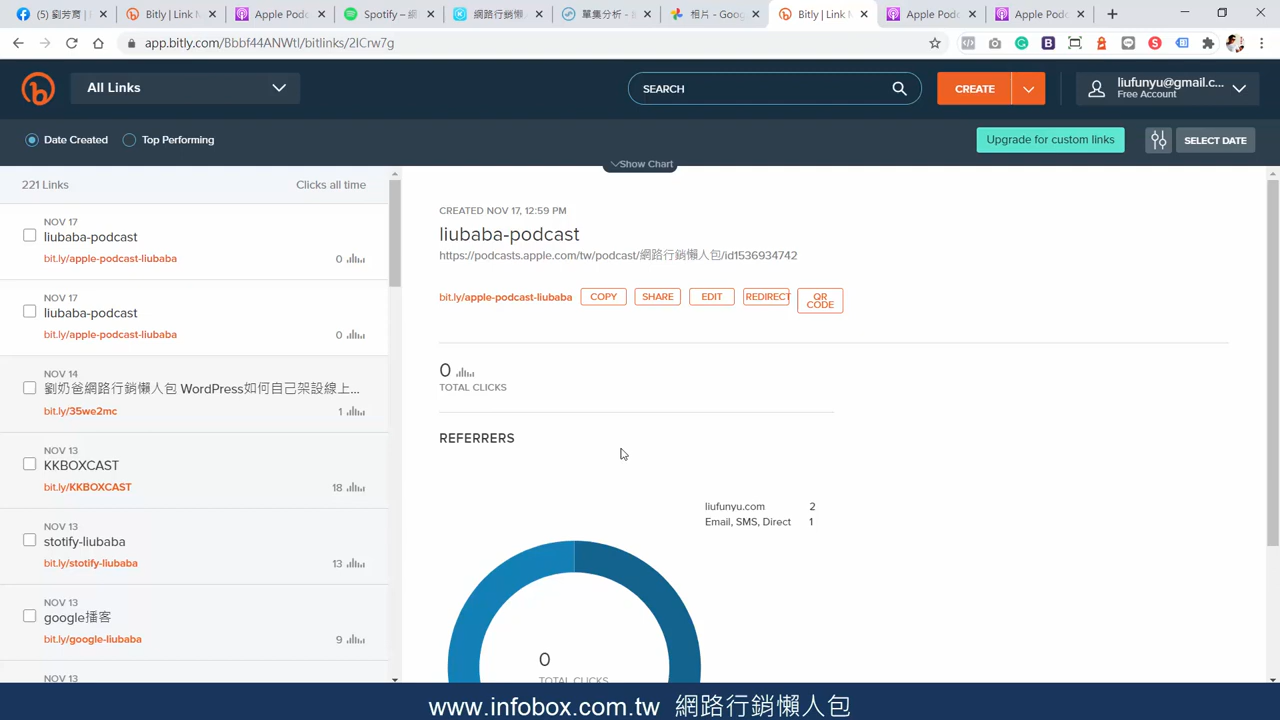 (5) 劉芳育
Bitly | Link M
Apple Podc
Spotify – 網
網路行銷懶人
單集分析 -
相片 - Goog
Bitly | Link M
Apple Podc
Apple Podc
app.bitly.com/Bbbf44ANWtl/bitlinks/2ICrw7g
All Links
SEARCH
CREATE
liufunyu@gmail.c...
Free Account
Date Created
Top Performing
Upgrade for custom links
SELECT DATE
Show Chart
221 Links
Clicks all time
NOV 17
liubaba-podcast
bit.ly/apple-podcast-liubaba
0
NOV 17
liubaba-podcast
bit.ly/apple-podcast-liubaba
0
NOV 14
劉奶爸網路行銷懶人包 WordPress如何自己架設線上...
bit.ly/35we2mc
1
NOV 13
KKBOXCAST
bit.ly/KKBOXCAST
18
NOV 13
stotify-liubaba
bit.ly/stotify-liubaba
13
NOV 13
google播客
bit.ly/google-liubaba
9
NOV 13
CREATED NOV 17, 12:59 PM
liubaba-podcast
https://podcasts.apple.com/tw/podcast/網路行銷懶人包/id1536934742
bit.ly/apple-podcast-liubaba
COPY
SHARE
EDIT
REDIRECT
QR
CODE
0
TOTAL CLICKS
REFERRERS
liufunyu.com 2
Email, SMS, Direct 1
0
TOTAL CLICKS
www.infobox.com.tw 網路行銷懶人包